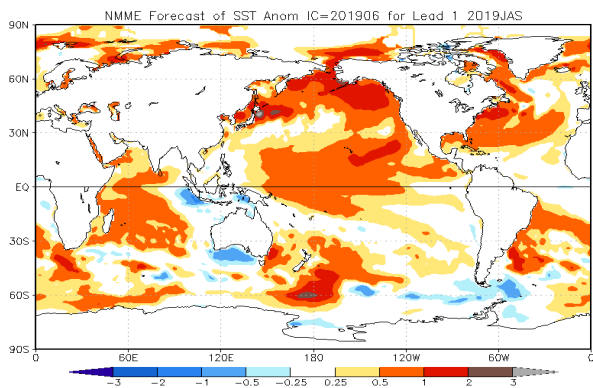 NMME Forecast of SST Anom IC=201906 for Lead 1 2019JAS
90N
60N
30N
EQ
30S
60S
90S
0 60E 120E 180 120W 60W 0
-3 -2 -1 -0.5 -0.25 0.25 0.5 1 2 3